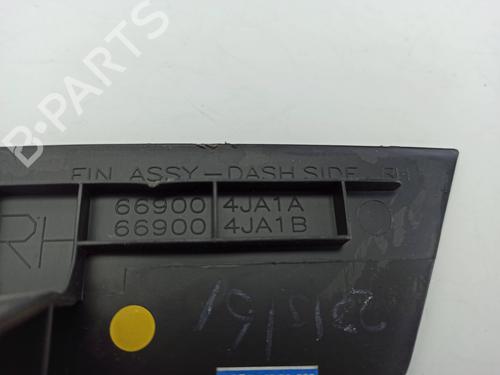 FIN ASSY-DASH SIDE, RH
66900 4JA1A
66900 4JA1B
RH
B-PARTS